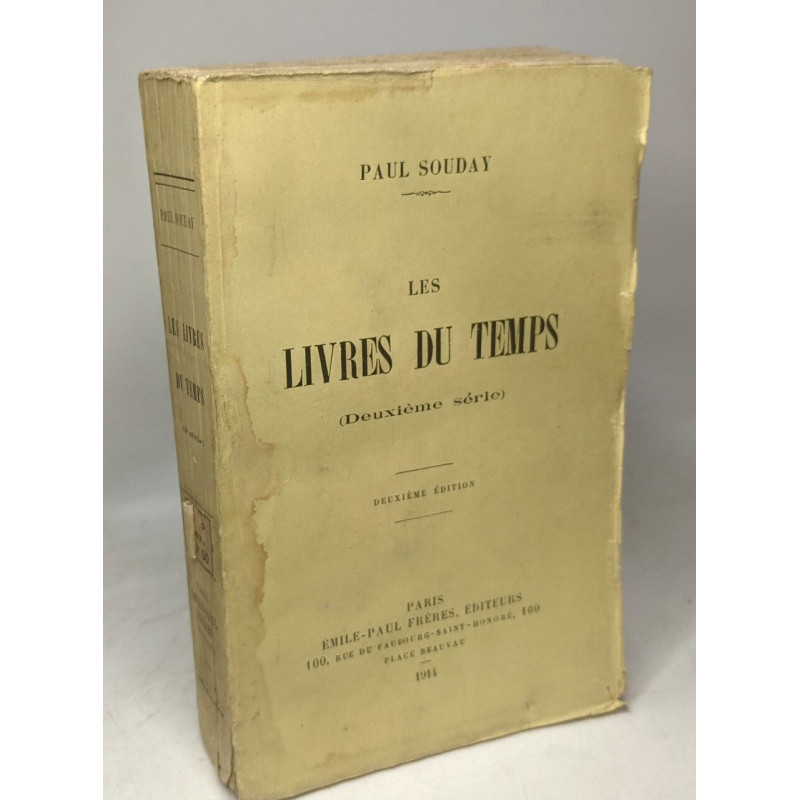 PAUL SOUDAY
LES
LIVRES DU TEMPS
(Deuxième série)
DEUXIÈME ÉDITION
PARIS
ÉMILE-PAUL FRÈRES, ÉDITEURS
100, RUE DU FAUBOURG-SAINT-HONORÉ, 100
PLACE BEAUVAU
1914
PAUL SOUDAY
LES LIVRES
DU TEMPS